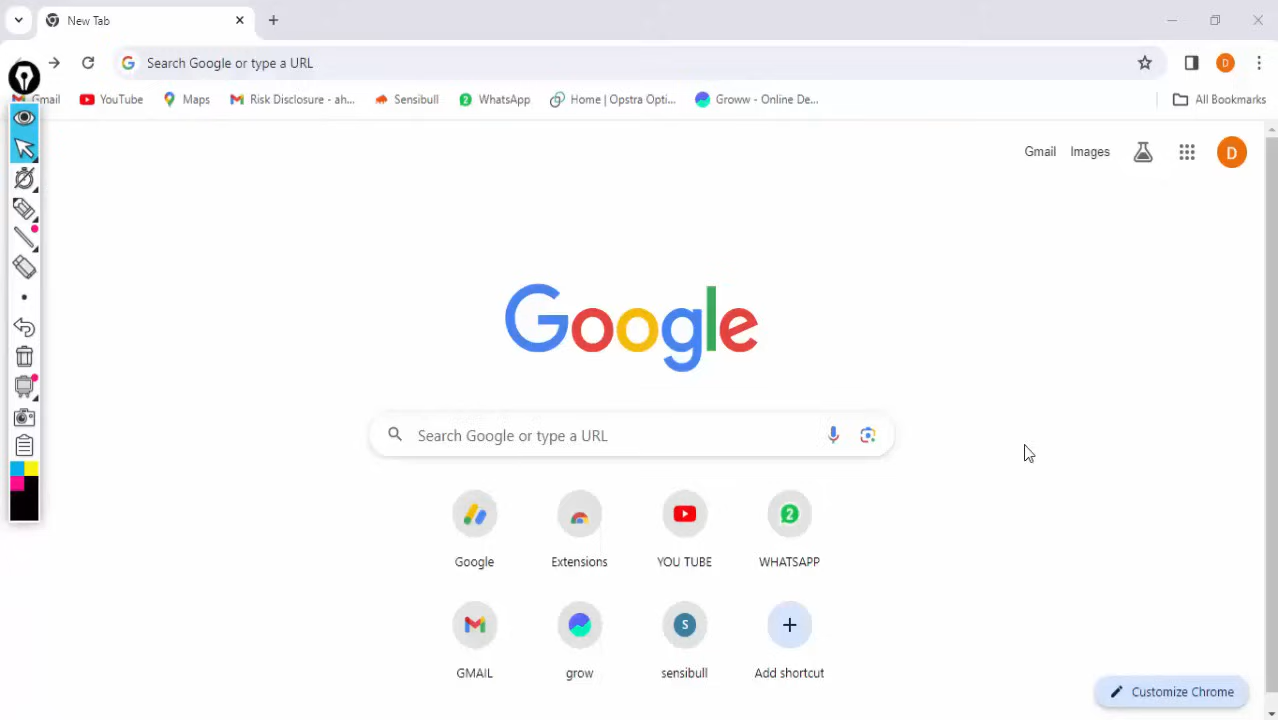 New Tab
Search Google or type a URL
D
Gmail
YouTube
Maps
Risk Disclosure - ah...
Sensibull
2
WhatsApp
Home | Opstra Opti...
Groww - Online De...
All Bookmarks
Gmail
Images
D
Google
Search Google or type a URL
2
Google
Extensions
YOU TUBE
WHATSAPP
S
GMAIL
grow
sensibull
Add shortcut
Customize Chrome